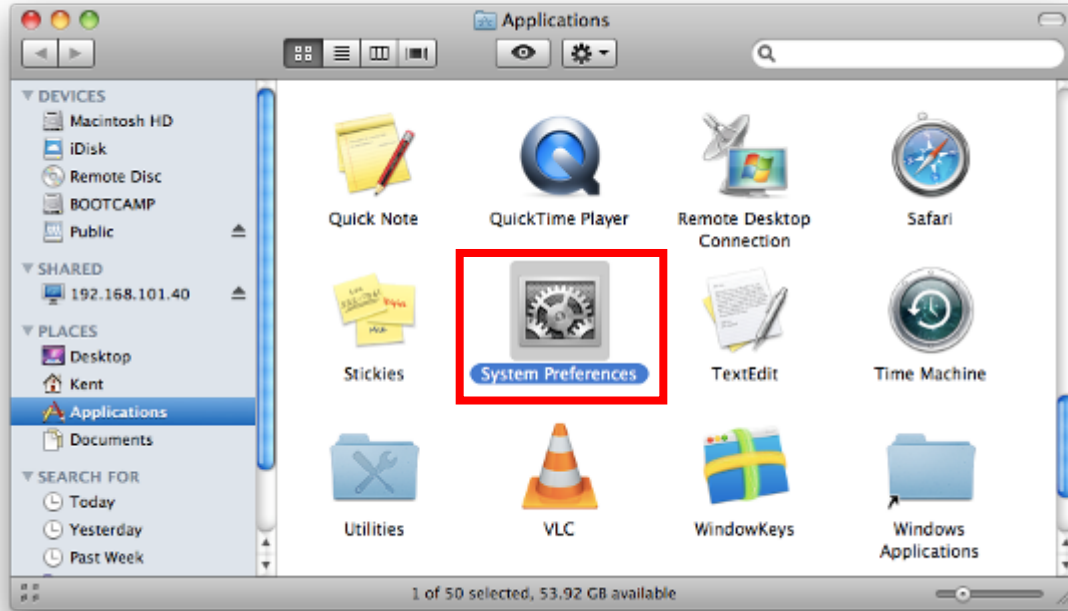 Applications
DEVICES
Macintosh HD
iDisk
Remote Disc
BOOTCAMP
Public
SHARED
192.168.101.40
PLACES
Desktop
Kent
Applications
Documents
SEARCH FOR
Today
Yesterday
Past Week
Quick Note
QuickTime Player
Remote Desktop
Connection
Safari
Stickies
System Preferences
TextEdit
Time Machine
Utilities
VLC
WindowKeys
Windows
Applications
1 of 50 selected, 53.92 GB available